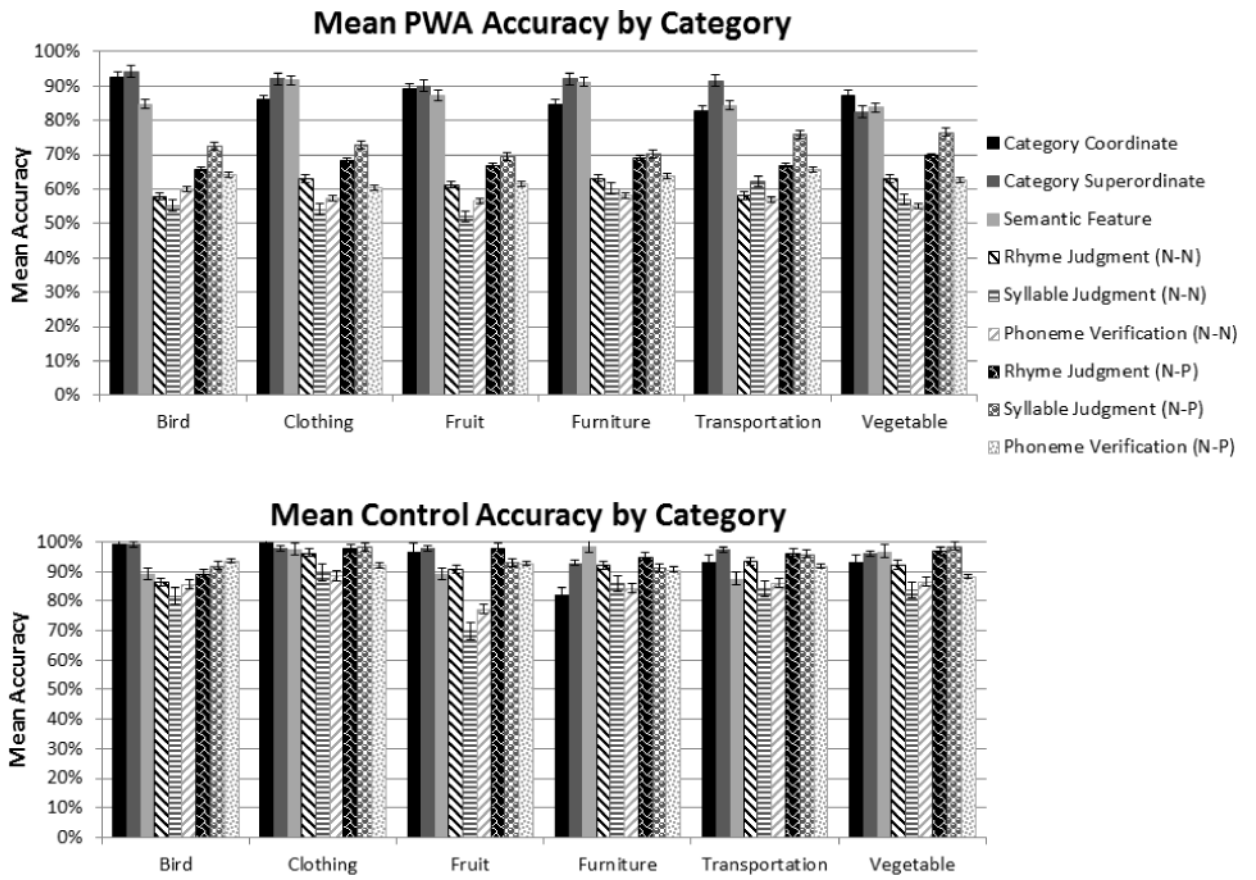 Mean PWA Accuracy by Category
100%
90%
80%
70%
60%
50%
40%
30%
20%
10%
0%
Mean Accuracy
Bird Clothing Fruit Furniture Transportation Vegetable
Category Coordinate
Category Superordinate
Semantic Feature
Rhyme Judgment (N-N)
Syllable Judgment (N-N)
Phoneme Verification (N-N)
Rhyme Judgment (N-P)
Syllable Judgment (N-P)
Phoneme Verification (N-P)
Mean Control Accuracy by Category
100%
90%
80%
70%
60%
50%
40%
30%
20%
10%
0%
Mean Accuracy
Bird Clothing Fruit Furniture Transportation Vegetable